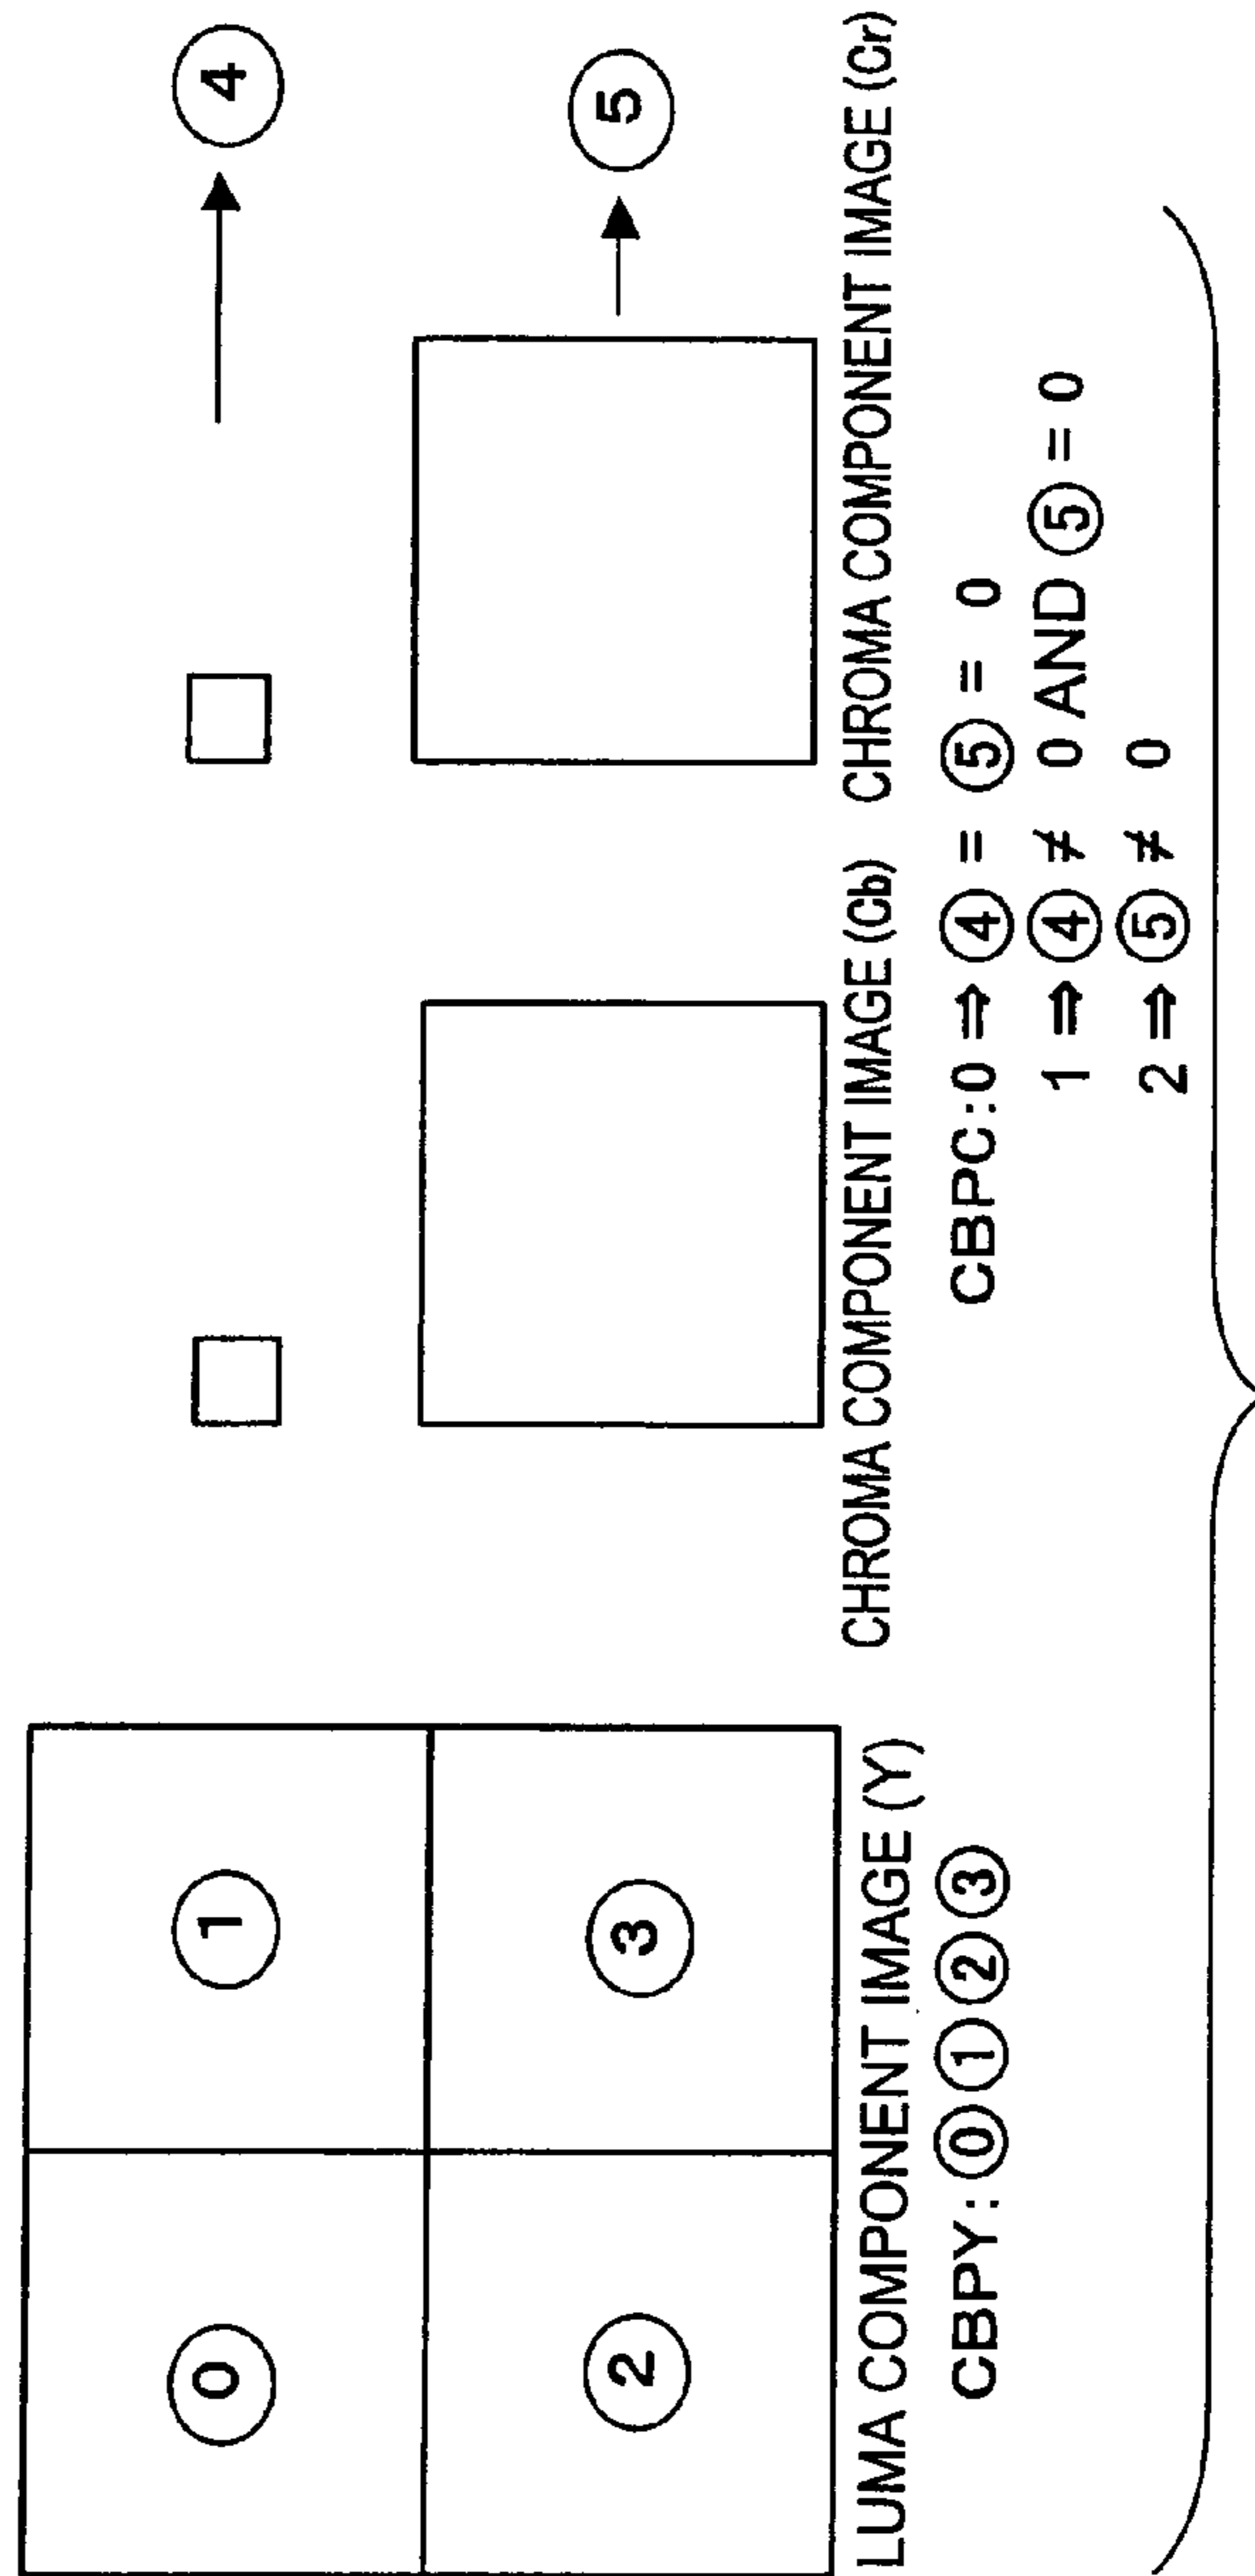 ⓪ ① ④
② ③ ⑤
LUMA COMPONENT IMAGE (Y) CHROMA COMPONENT IMAGE (Cb) CHROMA COMPONENT IMAGE (Cr)
CBPY: ⓪ ① ② ③ CBPC: 0 ⇒ ④ = ⑤ = 0
1 ⇒ ④ ≠ 0 AND ⑤ = 0
2 ⇒ ⑤ ≠ 0